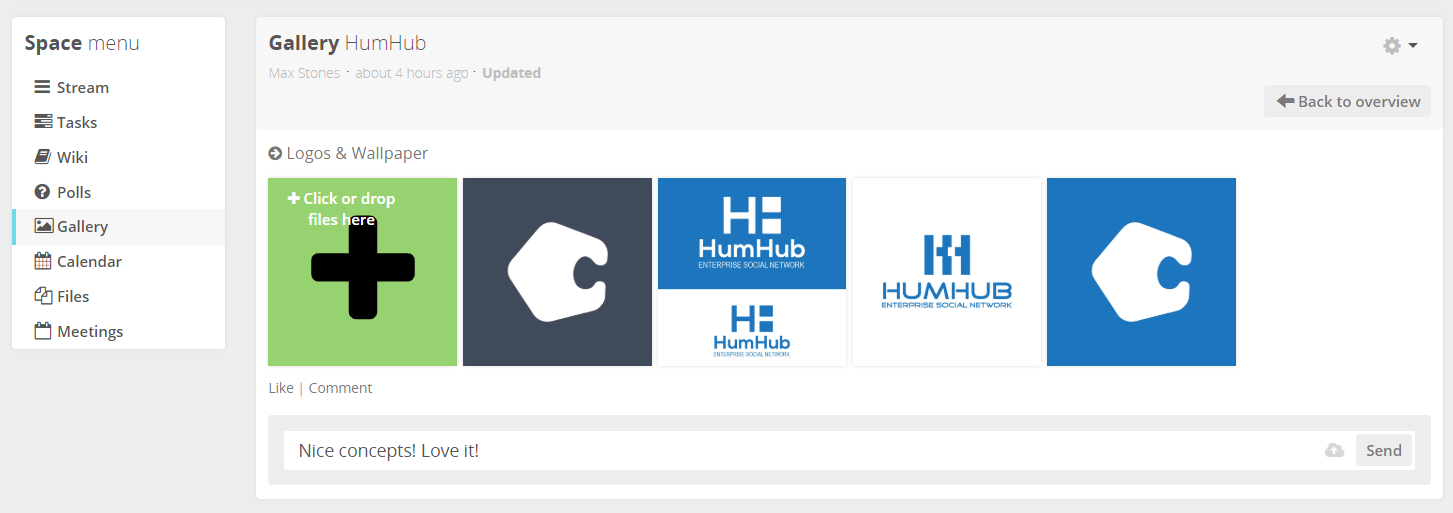 Space menu
Stream
Tasks
Wiki
Polls
Gallery
Calendar
Files
Meetings
Gallery HumHub
Max Stones · about 4 hours ago · Updated
Back to overview
Logos & Wallpaper
Click or drop
files here
HumHub
ENTERPRISE SOCIAL NETWORK
HumHub
ENTERPRISE SOCIAL NETWORK
HUMHUB
ENTERPRISE SOCIAL NETWORK
Like | Comment
Nice concepts! Love it!
Send